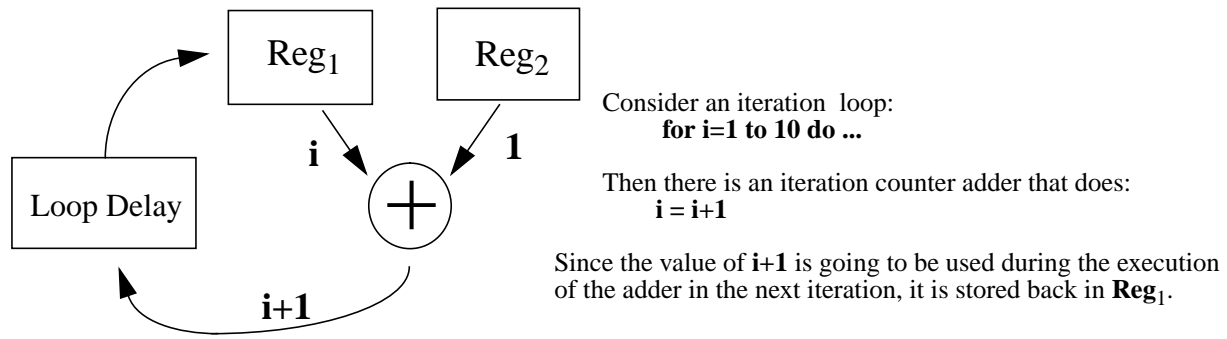 Reg1
Reg2
Consider an iteration loop:
for i=1 to 10 do ...
i
1
Then there is an iteration counter adder that does:
i = i+1
Loop Delay
+
Since the value of i+1 is going to be used during the execution
of the adder in the next iteration, it is stored back in Reg1.
i+1